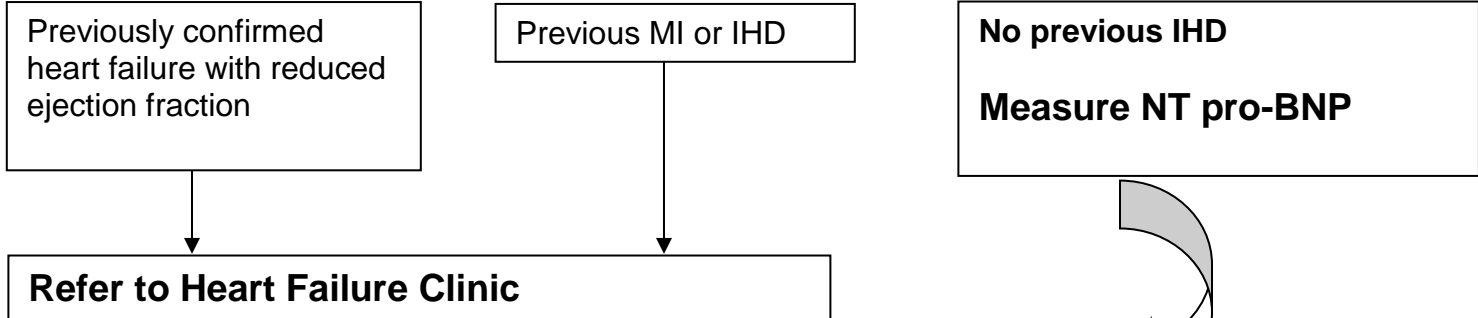 Previously confirmed
heart failure with reduced
ejection fraction
Previous MI or IHD
No previous IHD
Measure NT pro-BNP
Refer to Heart Failure Clinic